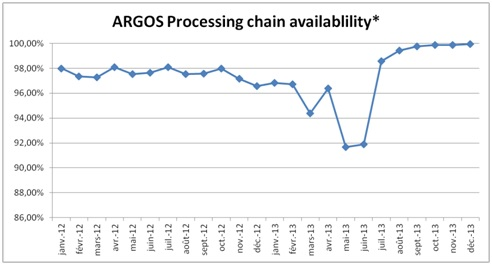 ARGOS Processing chain availablility*
100,00%
98,00%
96,00%
94,00%
92,00%
90,00%
88,00%
86,00%
janv.-12
févr.-12
mars-12
avr.-12
mai-12
juin-12
juil.-12
août-12
sept.-12
oct.-12
nov.-12
déc.-12
janv.-13
févr.-13
mars-13
avr.-13
mai-13
juin-13
juil.-13
août-13
sept.-13
oct.-13
nov.-13
déc.-13